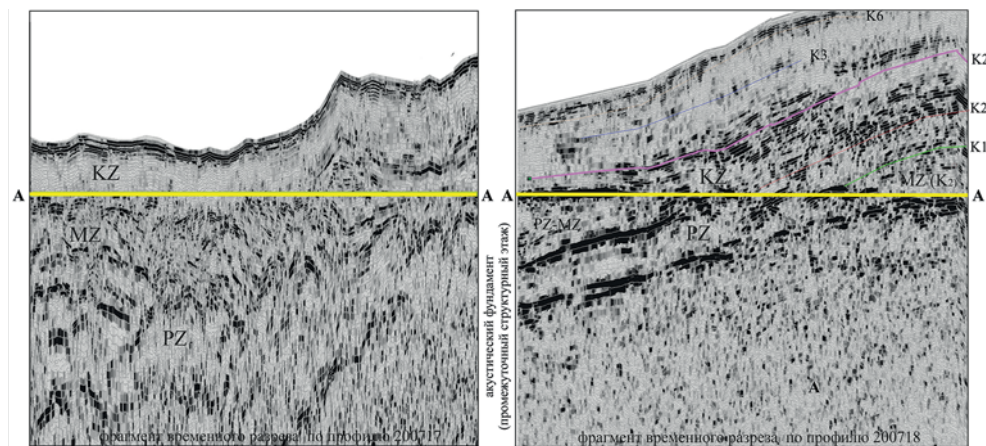 K6
K3
K2
K2
K1
KZ
KZ
MZ (K₂)
A
A
A
A
PZ-MZ
PZ
MZ
PZ
A
акустический фундамент
(промежуточный структурный этаж)
фрагмент временного разреза по профилю 200717
фрагмент временного разреза по профилю 200718